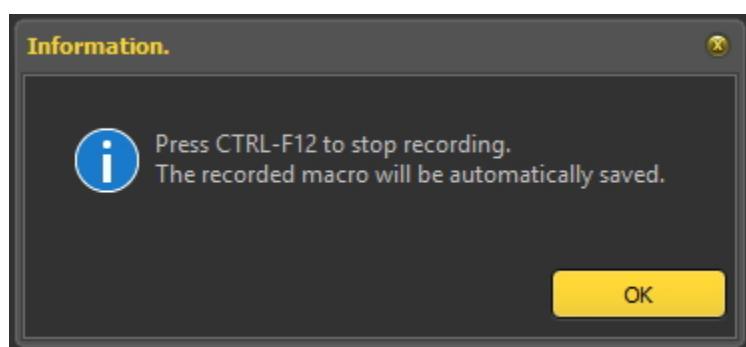 Information.
Press CTRL-F12 to stop recording.
The recorded macro will be automatically saved.
OK